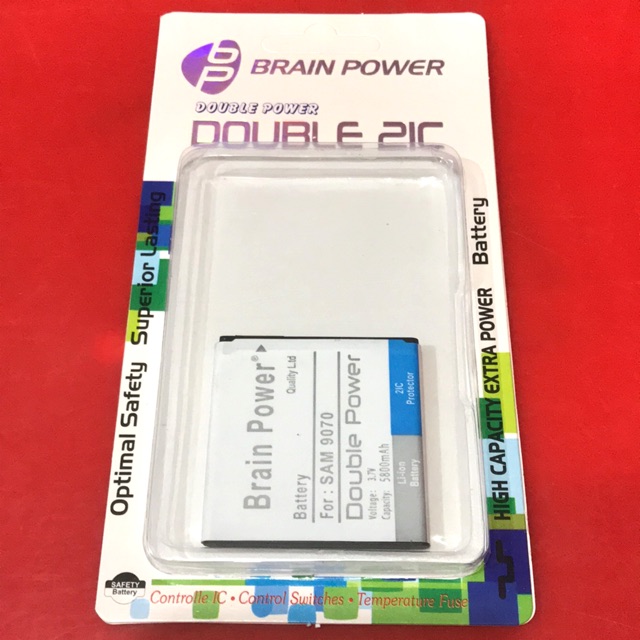 bp
BRAIN POWER
DOUBLE POWER
DOUBLE 2IC
Optimal Safety Superior Lasting
HIGH CAPACITY EXTRA POWER Battery
Brain Power®
Quality Ltd
Battery
For : SAM 9070
Double Power
Voltage: 3.7V
Capacity: 5800mAh
Li-ion
Battery
2IC
Protector
SAFETY
Battery
Controlle IC • Control Switches • Temperature Fuse